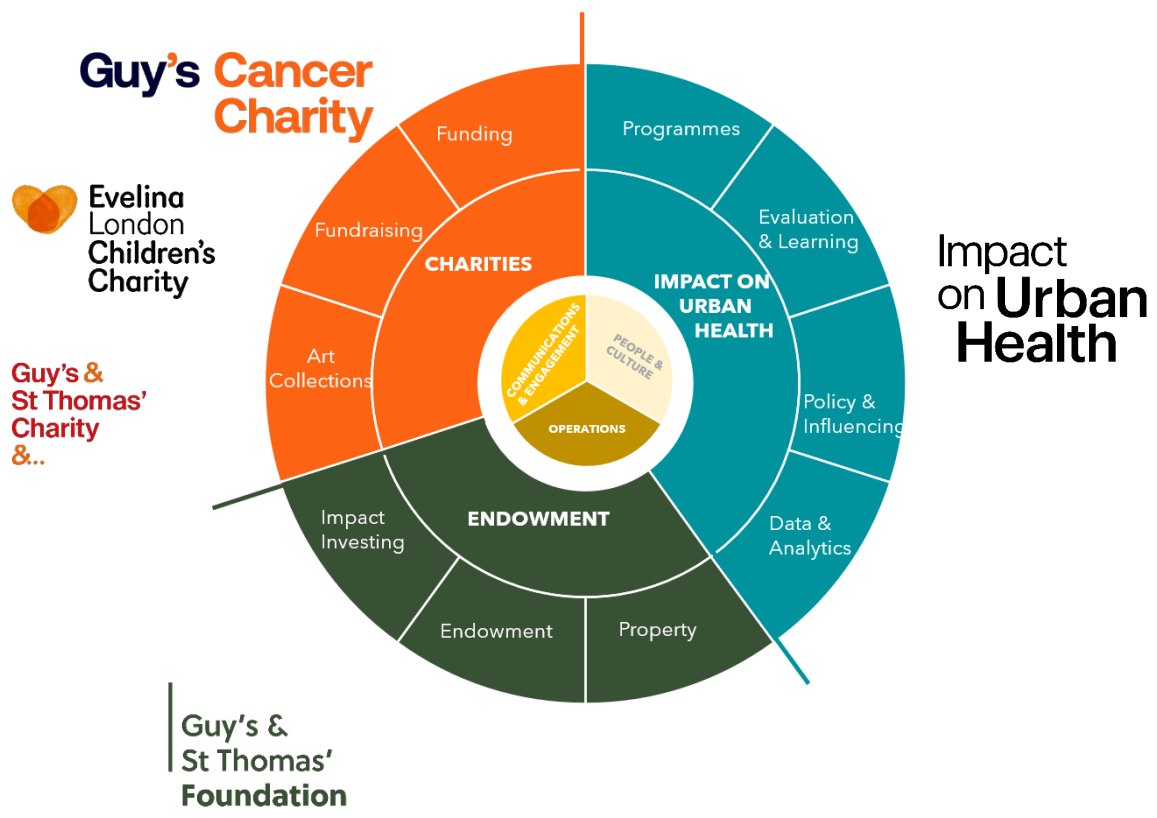 Guy's Cancer
Charity
Evelina
London
Children's
Charity
Guy's &
St Thomas'
Charity
&...
Funding
Fundraising
Art
Collections
CHARITIES
Programmes
Evaluation
& Learning
Policy &
Influencing
Data &
Analytics
IMPACT ON
URBAN
HEALTH
Impact
on Urban
Health
COMMUNICATIONS
& ENGAGEMENT
PEOPLE &
CULTURE
OPERATIONS
ENDOWMENT
Impact
Investing
Endowment
Property
Guy's &
St Thomas'
Foundation